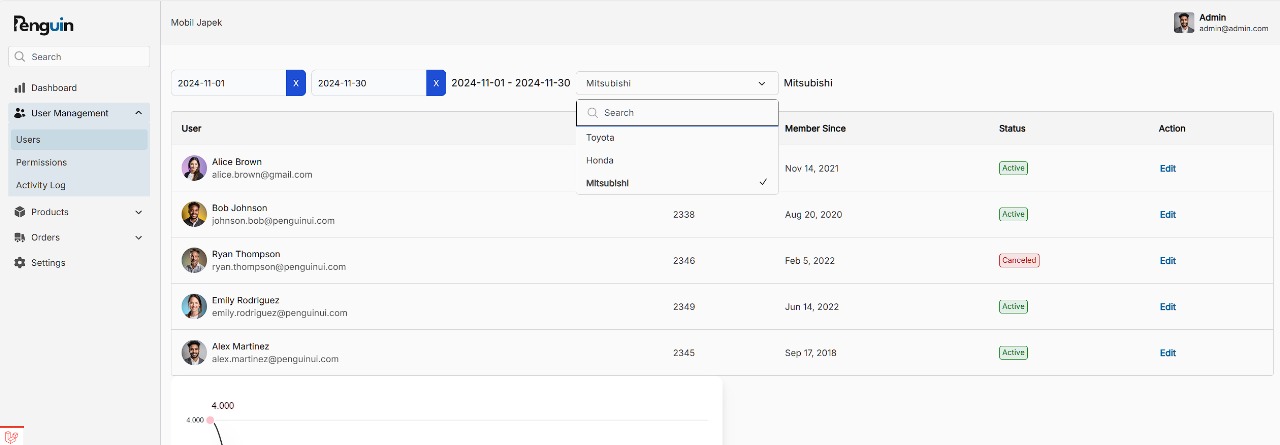 Penguin
Mobil Japek
Admin
admin@admin.com
Search
Dashboard
User Management
Users
Permissions
Activity Log
Products
Orders
Settings
2024-11-01 X 2024-11-30 X 2024-11-01 - 2024-11-30 Mitsubishi Mitsubishi
Search
Toyota
Honda
Mitsubishi
User Member Since Status Action
Alice Brown
alice.brown@gmail.com
Nov 14, 2021 Active Edit
Bob Johnson
johnson.bob@penguinui.com
2338 Aug 20, 2020 Active Edit
Ryan Thompson
ryan.thompson@penguinui.com
2346 Feb 5, 2022 Canceled Edit
Emily Rodriguez
emily.rodriguez@penguinui.com
2349 Jun 14, 2022 Active Edit
Alex Martinez
alex.martinez@penguinui.com
2345 Sep 17, 2018 Active Edit
4.000
4.000